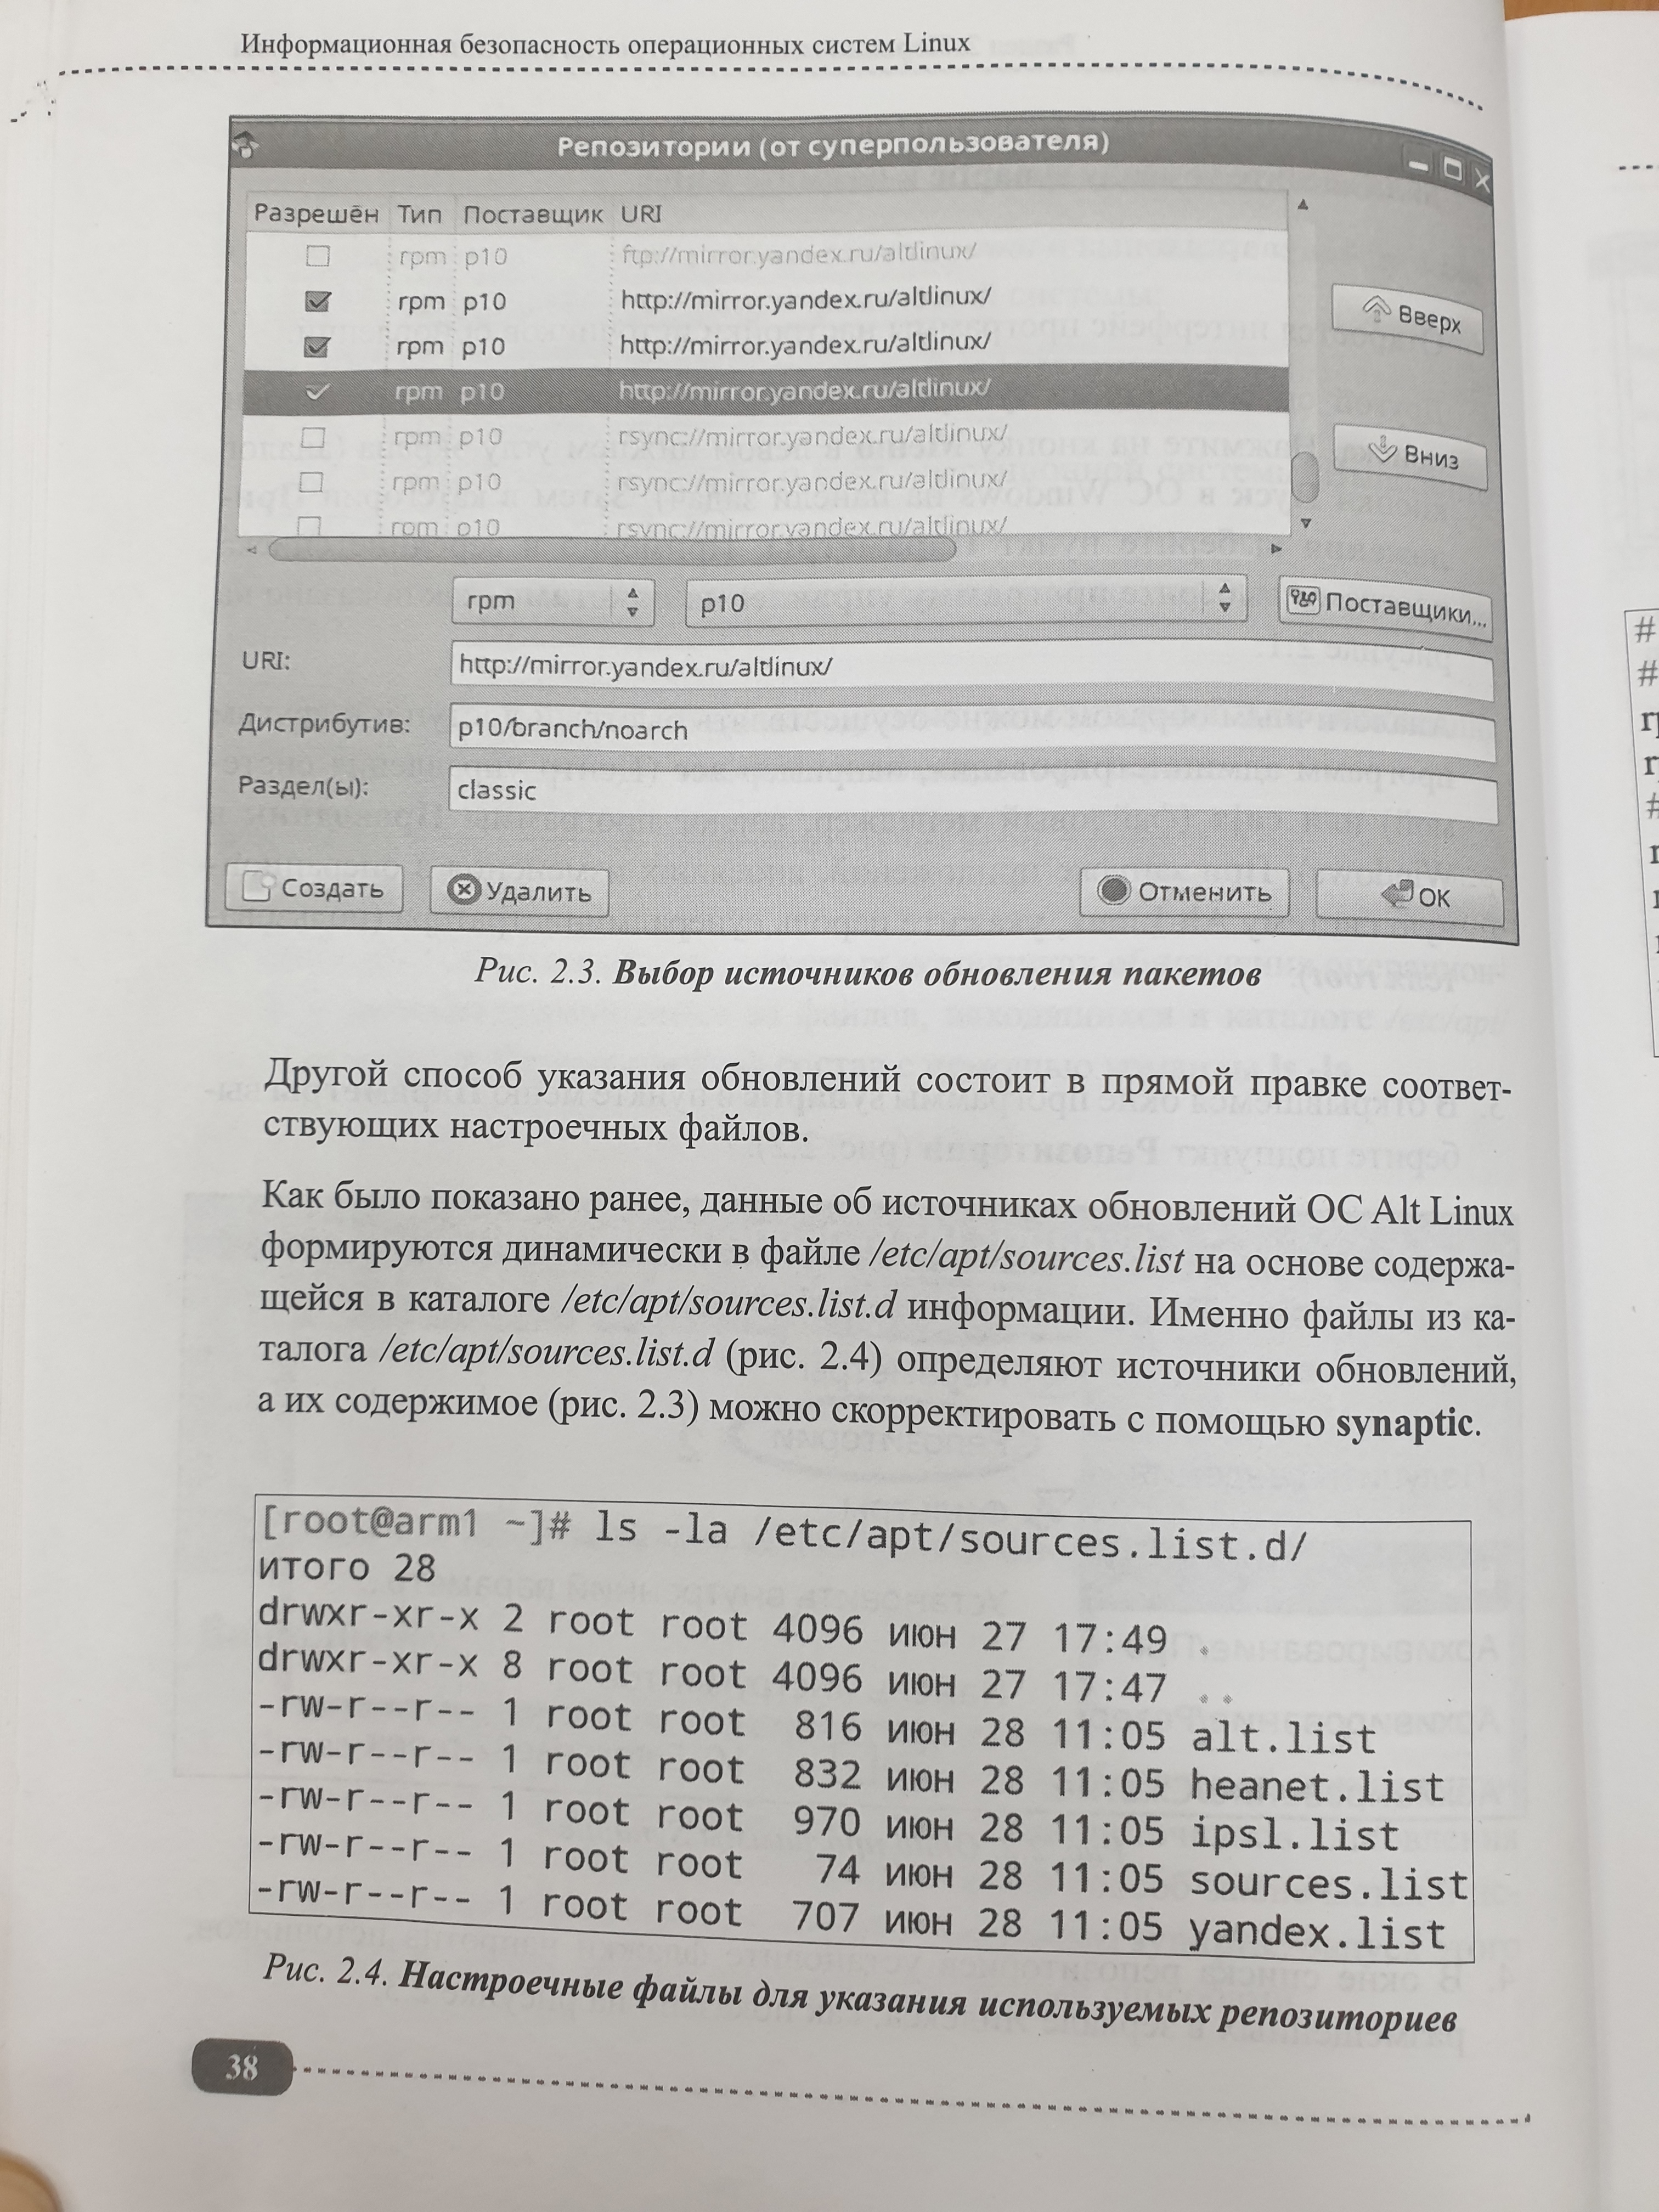 Информационная безопасность операционных систем Linux
Репозитории (от суперпользователя)
Разрешён Тип Поставщик URI
rpm p10 ftp://mirror.yandex.ru/altlinux/
rpm p10 http://mirror.yandex.ru/altlinux/
rpm p10 http://mirror.yandex.ru/altlinux/
rpm p10 http://mirror.yandex.ru/altlinux/
rpm p10 rsync://mirror.yandex.ru/altlinux/
rpm p10 rsync://mirror.yandex.ru/altlinux/
rpm p10 rsync://mirror.yandex.ru/altlinux/
Вверх
Вниз
rpm p10 Поставщики...
URI: http://mirror.yandex.ru/altlinux/
Дистрибутив: p10/branch/noarch
Раздел(ы): classic
Создать Удалить Отменить OK
Рис. 2.3. Выбор источников обновления пакетов
Другой способ указания обновлений состоит в прямой правке соответ-
ствующих настроечных файлов.
Как было показано ранее, данные об источниках обновлений ОС Alt Linux
формируются динамически в файле /etc/apt/sources.list на основе содержа-
щейся в каталоге /etc/apt/sources.list.d информации. Именно файлы из ка-
талога /etc/apt/sources.list.d (рис. 2.4) определяют источники обновлений,
а их содержимое (рис. 2.3) можно скорректировать с помощью synaptic.
[root@arm1 ~]# ls -la /etc/apt/sources.list.d/
итого 28
drwxr-xr-x 2 root root 4096 июн 27 17:49 .
drwxr-xr-x 8 root root 4096 июн 27 17:47 ..
-rw-r--r-- 1 root root 816 июн 28 11:05 alt.list
-rw-r--r-- 1 root root 832 июн 28 11:05 heanet.list
-rw-r--r-- 1 root root 970 июн 28 11:05 ipsl.list
-rw-r--r-- 1 root root 74 июн 28 11:05 sources.list
-rw-r--r-- 1 root root 707 июн 28 11:05 yandex.list
Рис. 2.4. Настроечные файлы для указания используемых репозиториев
38